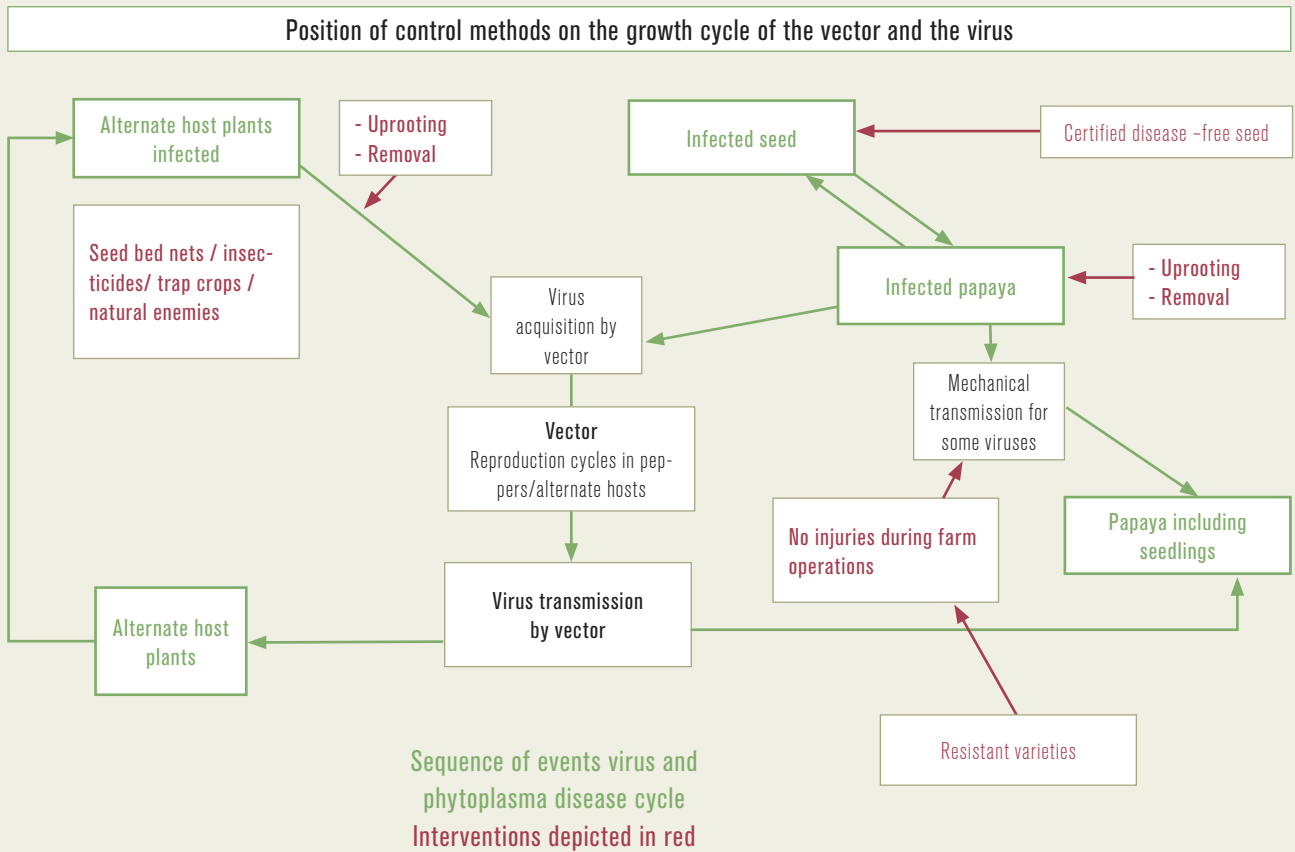 Position of control methods on the growth cycle of the vector and the virus
Alternate host plants
infected
- Uprooting
- Removal
Infected seed
Certified disease –free seed
Seed bed nets / insec-
ticides/ trap crops /
natural enemies
Virus
acquisition by
vector
Infected papaya
- Uprooting
- Removal
Mechanical
transmission for
some viruses
Vector
Reproduction cycles in pep-
pers/alternate hosts
No injuries during farm
operations
Papaya including
seedlings
Virus transmission
by vector
Alternate host
plants
Resistant varieties
Sequence of events virus and
phytoplasma disease cycle
Interventions depicted in red